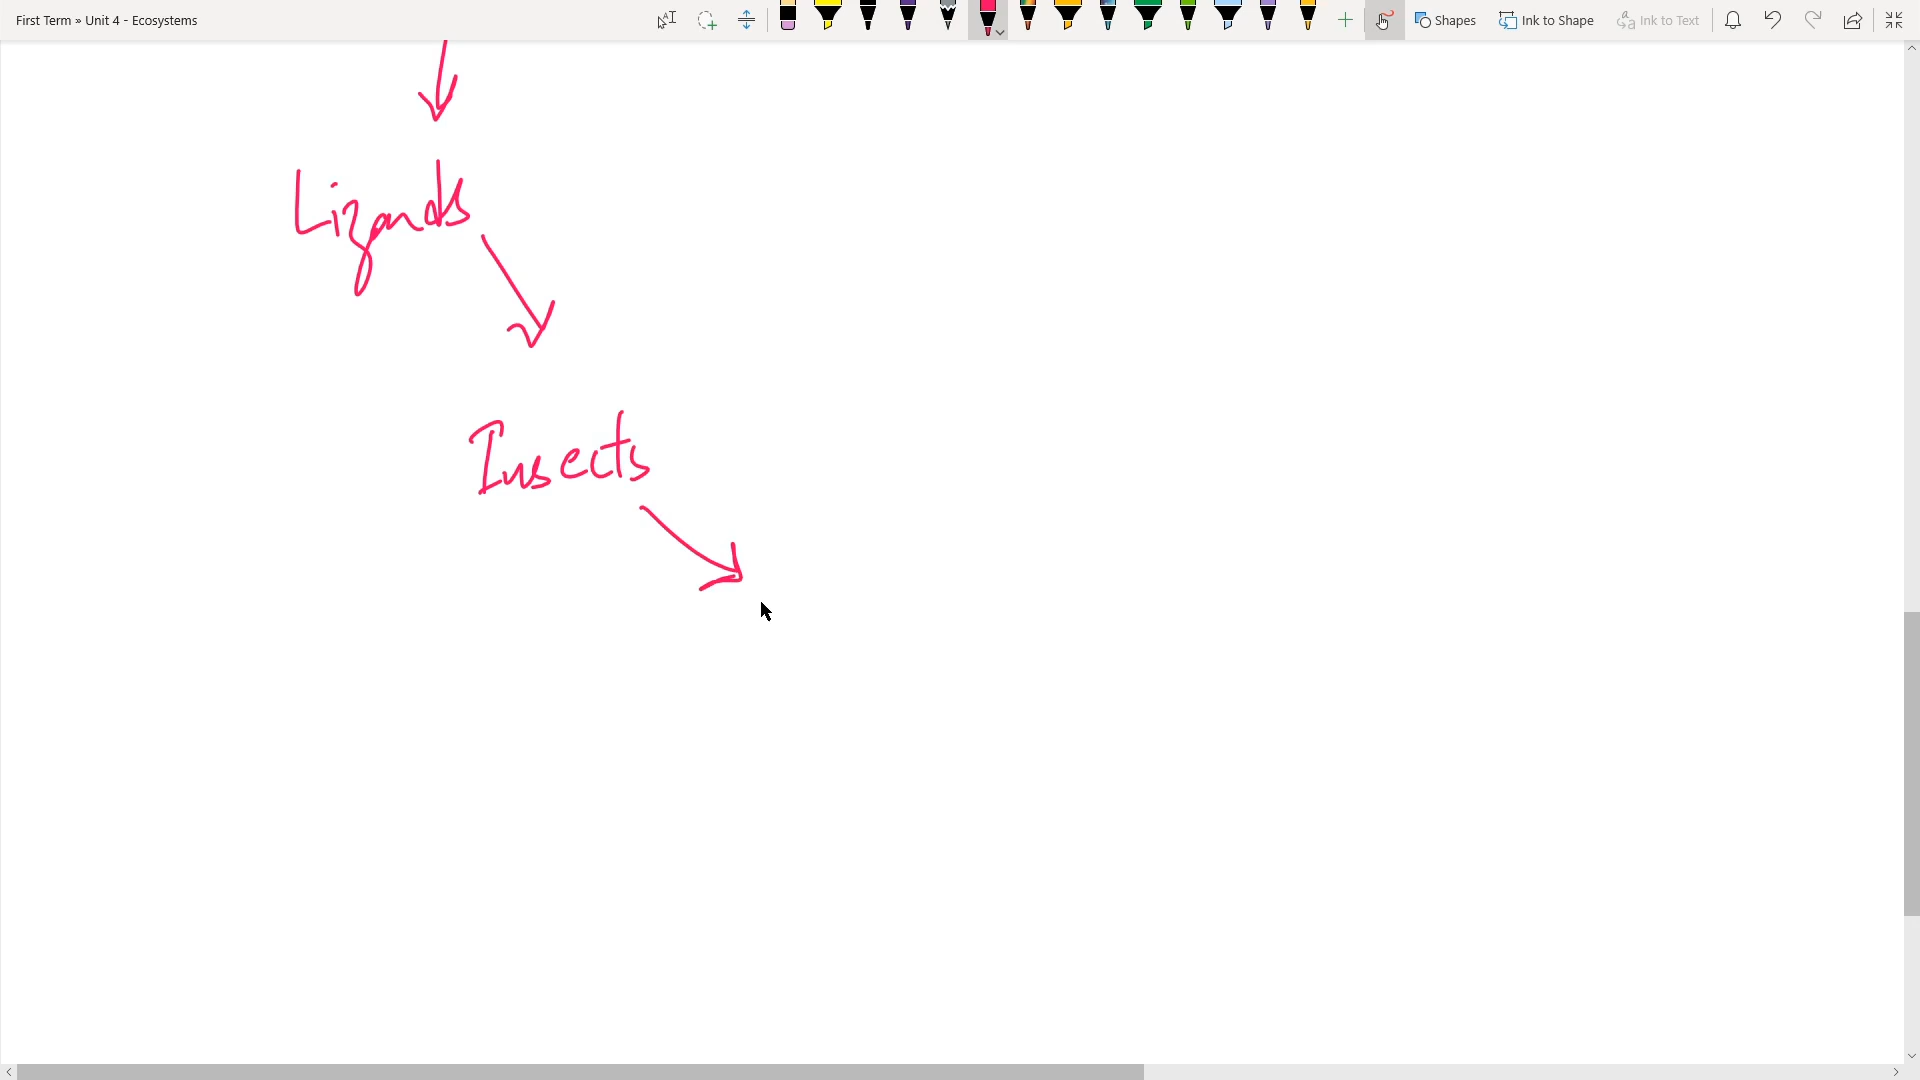 First Term » Unit 4 - Ecosystems
Shapes
Ink to Shape
Ink to Text
Lizards
Insects